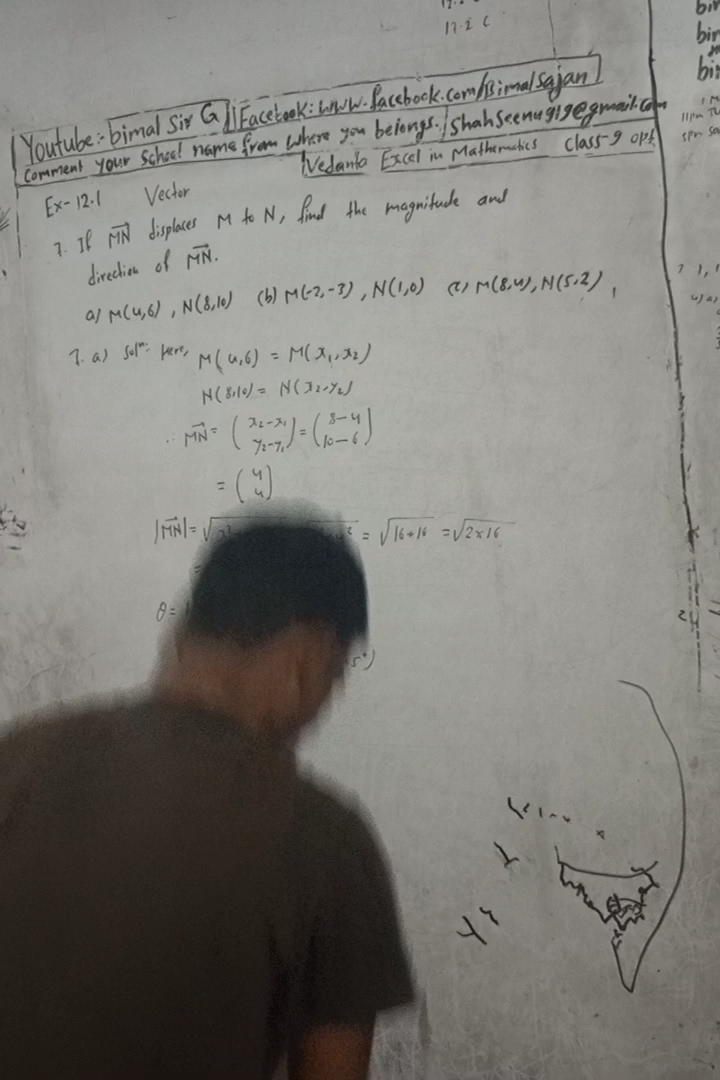 17.2 C
Youtube:- bimal Sir G Facebook: www.facebook.com/Bimalsajan
Comment your School name from where you belongs. Shahseenu919@gmail.com
Vedanta Excel in Mathematics class-9 opt
Ex-12.1 Vector
7. If MN displaces M to N, find the magnitude and
direction of MN.
a) M(4,6), N(8,10) (b) M(-2,-3), N(1,0) (c) M(8,4), N(5,2)
7. a) Solⁿ: here, M(4,6) = M(x₁,x₂)
N(8,10) = N(x₂,y₂)
∴ MN = (x₂-x₁ y₂-y₁) = (8-4 10-6)
= (4 4)
|MN| = √ = √16+16 = √2×16
=
θ =
5°)